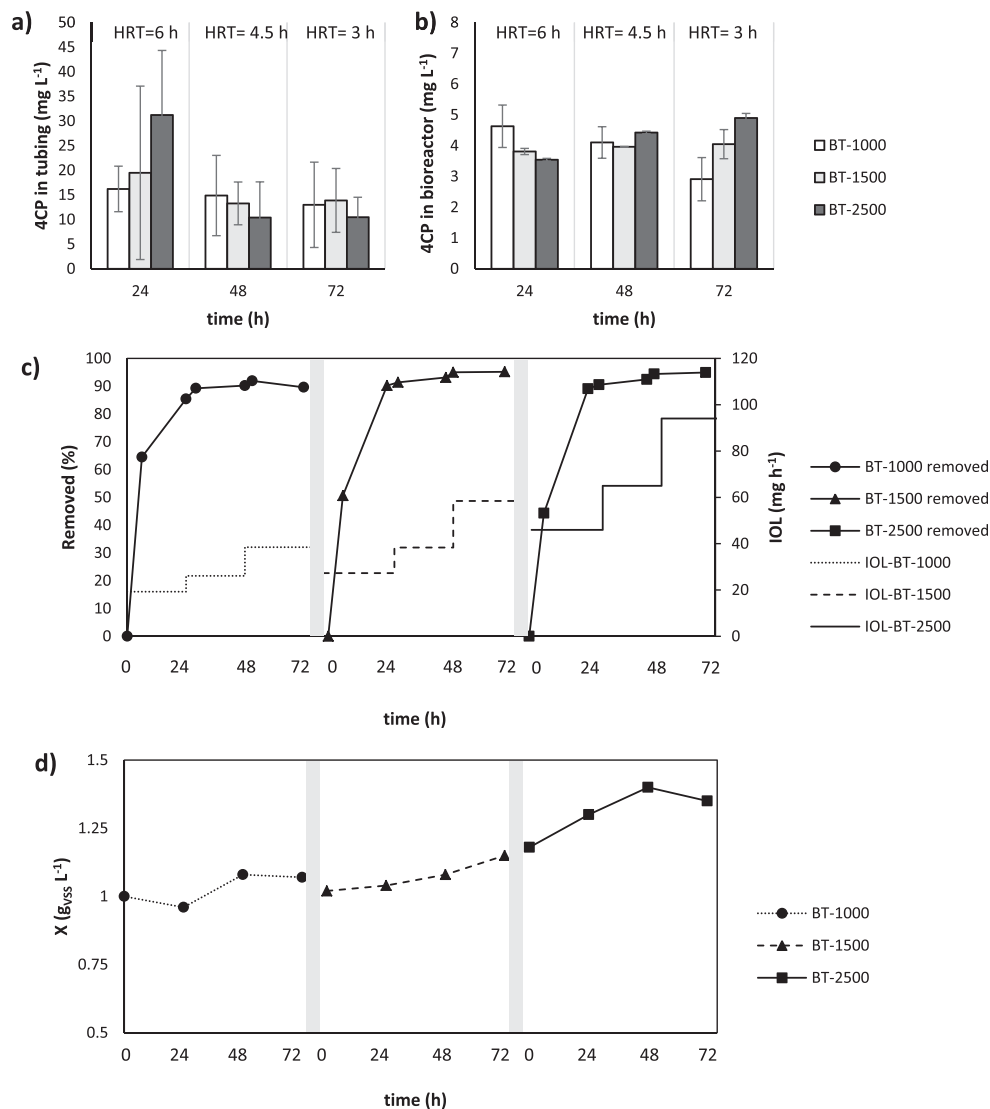 a)
HRT=6 h
HRT= 4.5 h
HRT= 3 h
4CP in tubing (mg L⁻¹)
50
45
40
35
30
25
20
15
10
5
0
24
48
72
time (h)
b)
HRT=6 h
HRT= 4.5 h
HRT= 3 h
4CP in bioreactor (mg L⁻¹)
8
7
6
5
4
3
2
1
0
24
48
72
time (h)
BT-1000
BT-1500
BT-2500
c)
Removed (%)
100
90
80
70
60
50
40
30
20
10
0
0
24
48
72
0
24
48
72
0
24
48
72
time (h)
120
100
80
60
40
20
0
IOL (mg h⁻¹)
BT-1000 removed
BT-1500 removed
BT-2500 removed
IOL-BT-1000
IOL-BT-1500
IOL-BT-2500
d)
X (gVSS L⁻¹)
1.5
1.25
1
0.75
0.5
0
24
48
72
0
24
48
72
0
24
48
72
time (h)
BT-1000
BT-1500
BT-2500